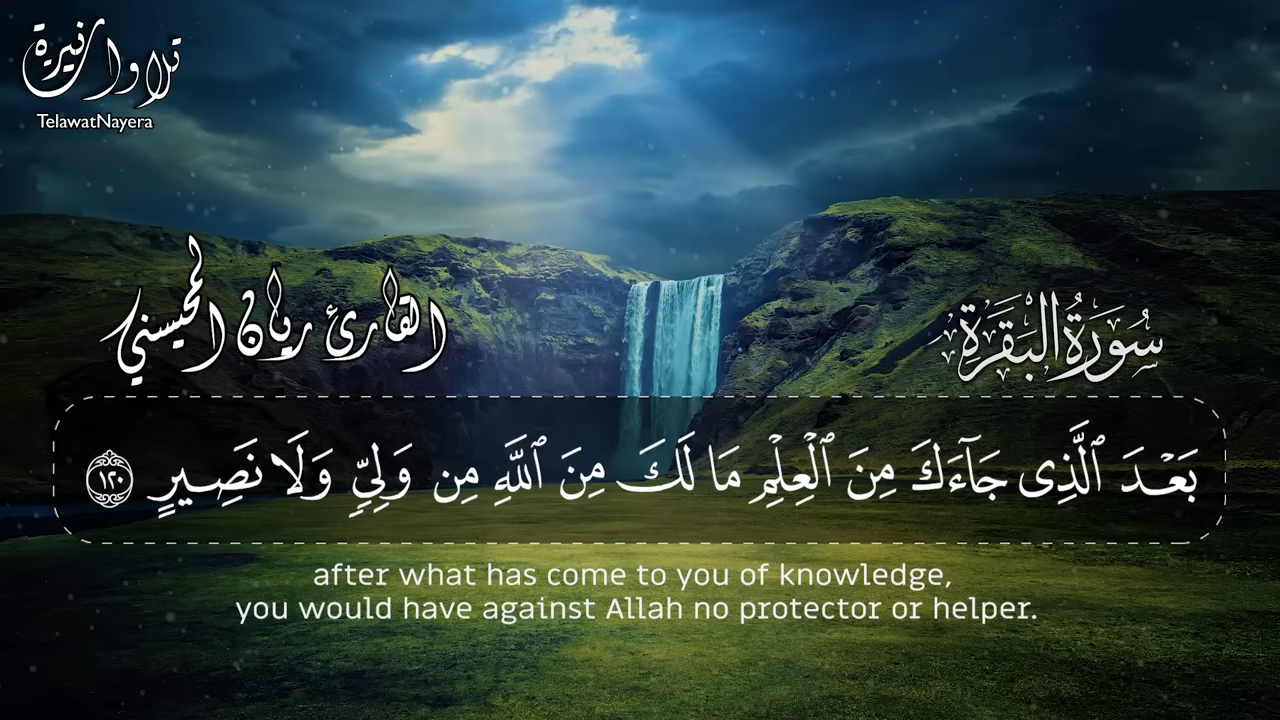 تلاوات نيرة
TelawatNayera
سُورَةُ البَقَرَةِ
القارئ ريان المحيسني
بَعْدَ ٱلَّذِى جَآءَكَ مِنَ ٱلْعِلْمِ مَا لَكَ مِنَ ٱللَّهِ مِن وَلِىٍّ وَلَا نَصِيرٍ ١٢٠
after what has come to you of knowledge,
you would have against Allah no protector or helper.